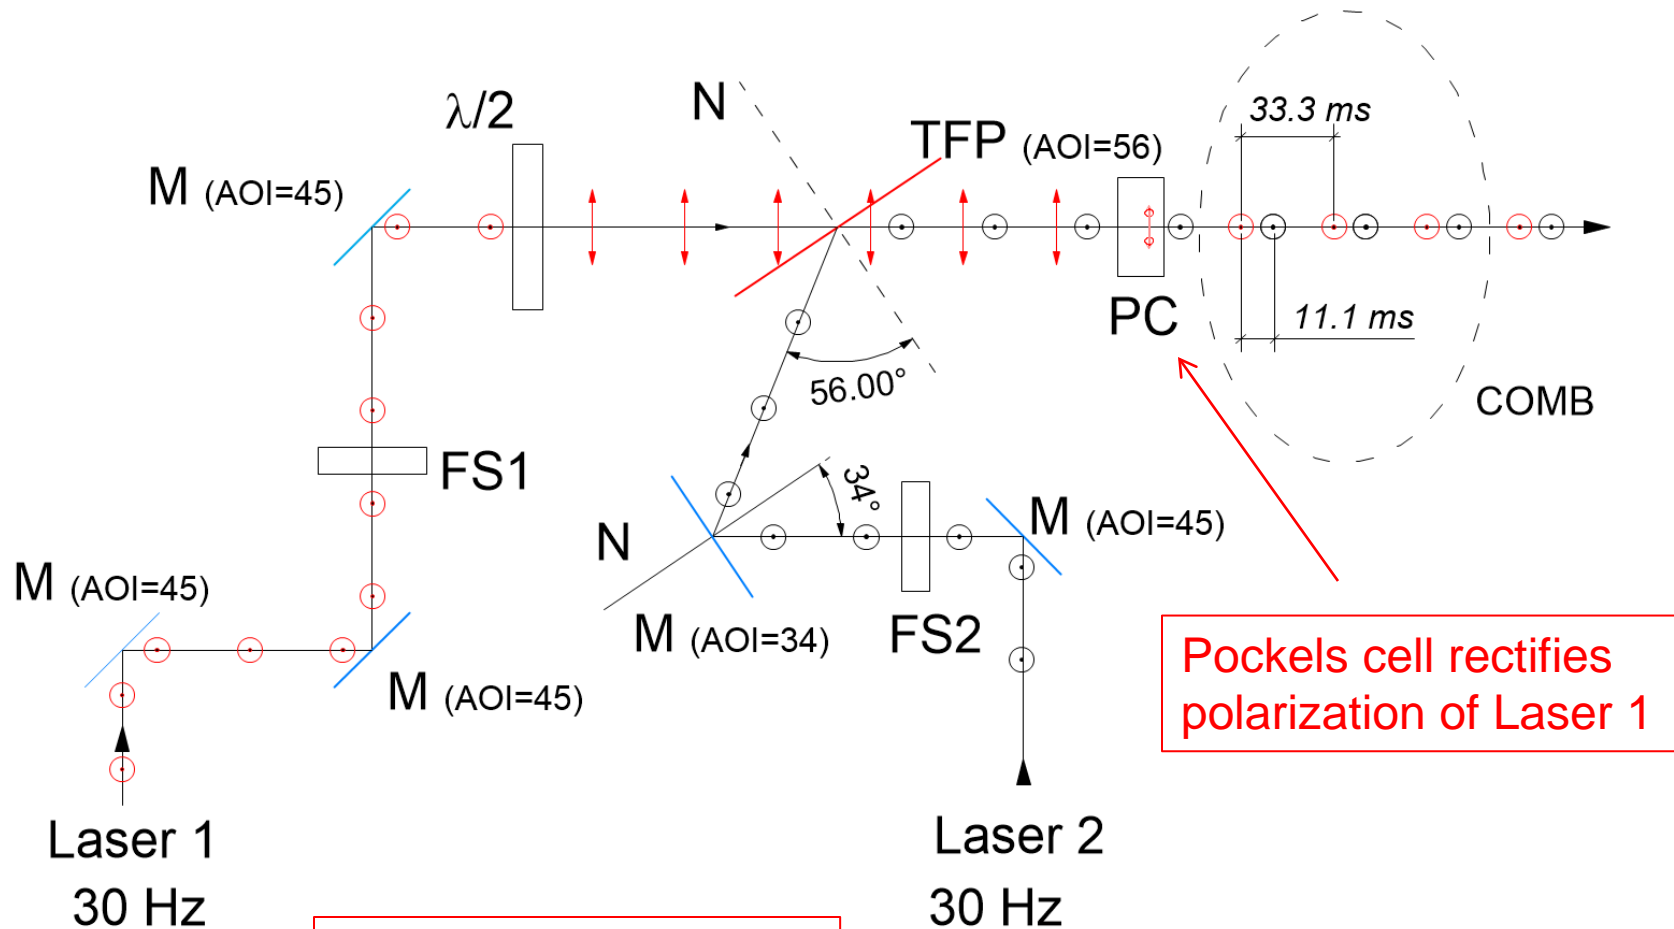 N
33.3 ms
λ/2
TFP (AOI=56)
M (AOI=45)
PC
11.1 ms
56.00°
COMB
FS1
34°
M (AOI=45)
N
M (AOI=45)
M (AOI=34)
FS2
M (AOI=45)
Pockels cell rectifies
polarization of Laser 1
Laser 1
30 Hz
Laser 2
30 Hz